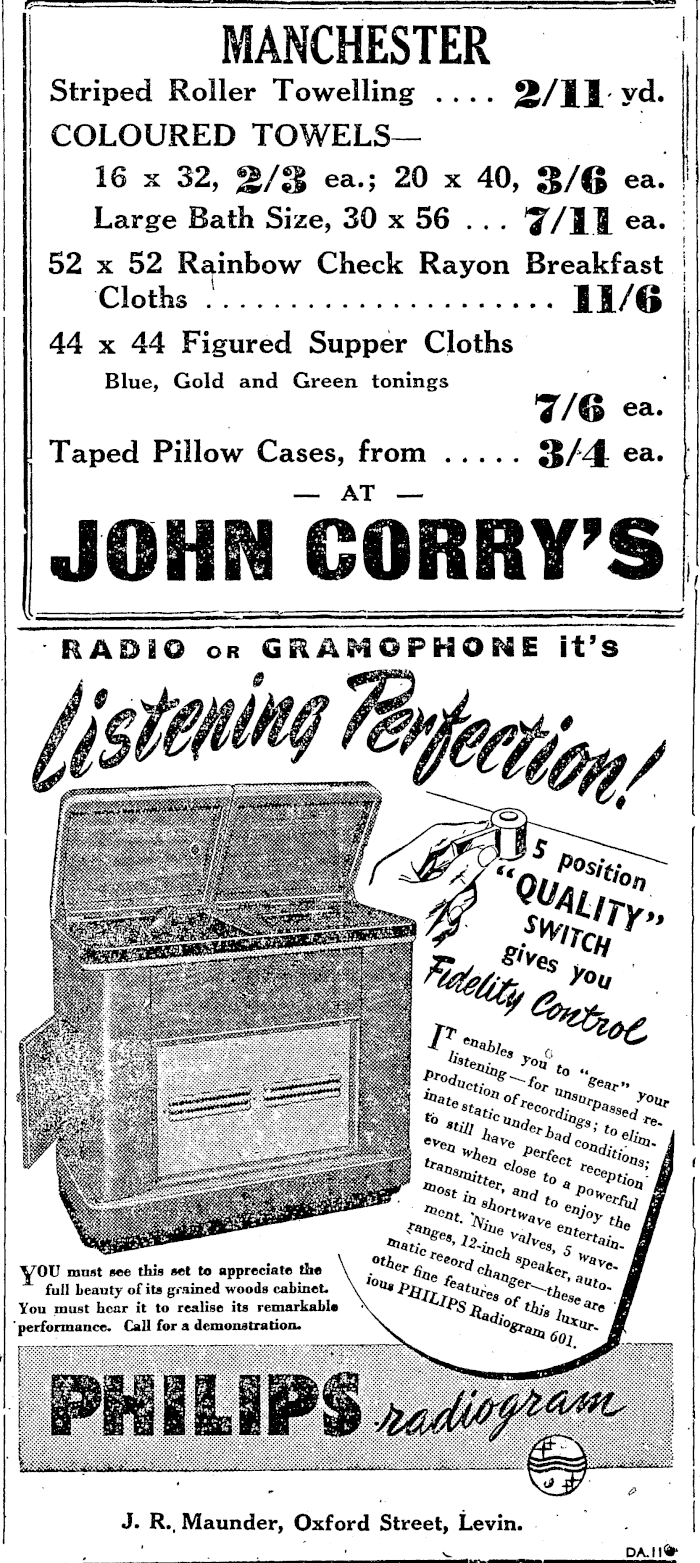 MANCHESTER
Striped Roller Towelling .... 2/11 yd.
COLOURED TOWELS—
16 x 32, 2/3 ea.; 20 x 40, 3/6 ea.
Large Bath Size, 30 x 56 ... 7/11 ea.
52 x 52 Rainbow Check Rayon Breakfast
Cloths ...................... 11/6
44 x 44 Figured Supper Cloths
Blue, Gold and Green tonings
7/6 ea.
Taped Pillow Cases, from ..... 3/4 ea.
— AT —
JOHN CORRY'S
RADIO OR GRAMOPHONE it's
Listening Perfection!
5 position
"QUALITY"
SWITCH
gives you
Fidelity Control
IT enables you to "gear" your
listening—for unsurpassed re-
production of recordings; to elim-
inate static under bad conditions;
to still have perfect reception
even when close to a powerful
transmitter, and to enjoy the
most in shortwave entertain-
ment. Nine valves, 5 wave-
ranges, 12-inch speaker, auto-
matic record changer—these are
other fine features of this luxur-
ious PHILIPS Radiogram 601.
YOU must see this set to appreciate the
full beauty of its grained woods cabinet.
You must hear it to realise its remarkable
performance. Call for a demonstration.
PHILIPS radiogram
J. R. Maunder, Oxford Street, Levin.